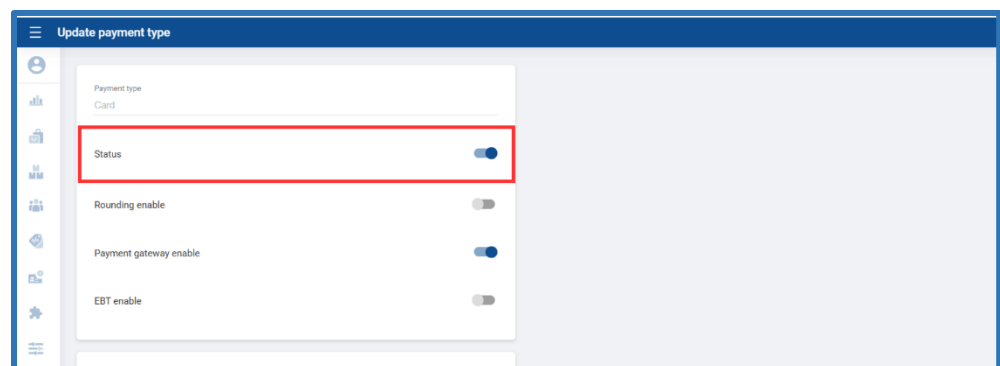 Update payment type
Payment type
Card
Status
Rounding enable
Payment gateway enable
EBT enable